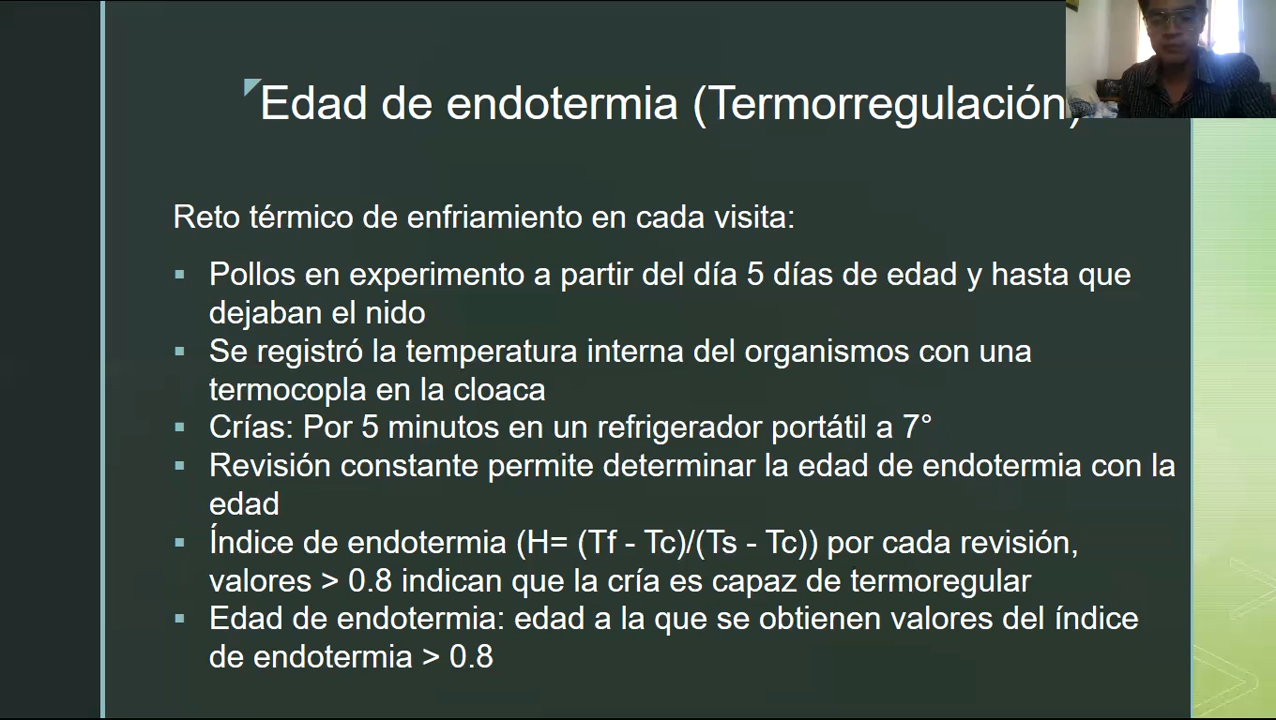 Edad de endotermia (Termorregulación)
Reto térmico de enfriamiento en cada visita:
▪ Pollos en experimento a partir del día 5 días de edad y hasta que
dejaban el nido
▪ Se registró la temperatura interna del organismos con una
termocopla en la cloaca
▪ Crías: Por 5 minutos en un refrigerador portátil a 7°
▪ Revisión constante permite determinar la edad de endotermia con la
edad
▪ Índice de endotermia (H= (Tf - Tc)/(Ts - Tc)) por cada revisión,
valores > 0.8 indican que la cría es capaz de termoregular
▪ Edad de endotermia: edad a la que se obtienen valores del índice
de endotermia > 0.8